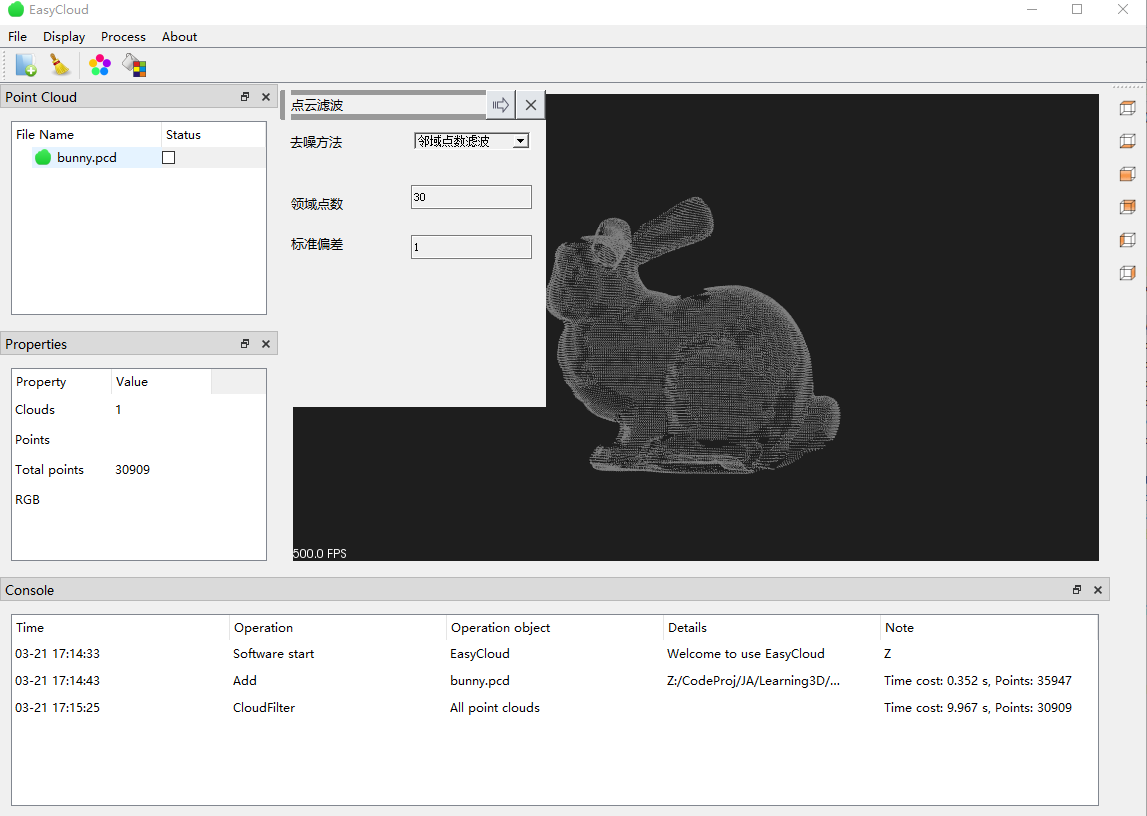 EasyCloud
File Display Process About
Point Cloud
File Name Status
bunny.pcd
Properties
Property Value
Clouds 1
Points
Total points 30909
RGB
点云滤波
去噪方法 邻域点数滤波
领域点数 30
标准偏差 1
500.0 FPS
Console
Time Operation Operation object Details Note
03-21 17:14:33 Software start EasyCloud Welcome to use EasyCloud Z
03-21 17:14:43 Add bunny.pcd Z:/CodeProj/JA/Learning3D/... Time cost: 0.352 s, Points: 35947
03-21 17:15:25 CloudFilter All point clouds Time cost: 9.967 s, Points: 30909